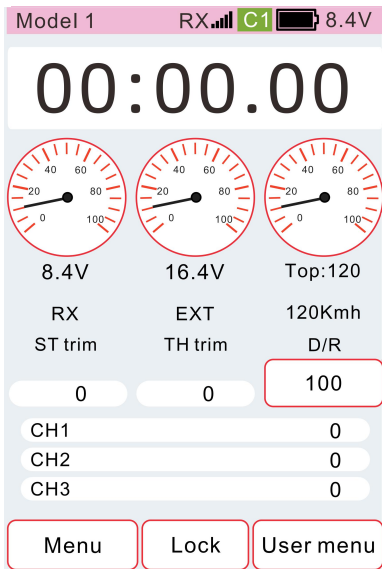 Model 1 RX C1 8.4V
00:00.00
40 60 40 60 40 60
20 80 20 80 20 80
0 100 0 100 0 100
8.4V 16.4V Top:120
RX EXT 120Kmh
ST trim TH trim D/R
0 0 100
CH1 0
CH2 0
CH3 0
Menu Lock User menu